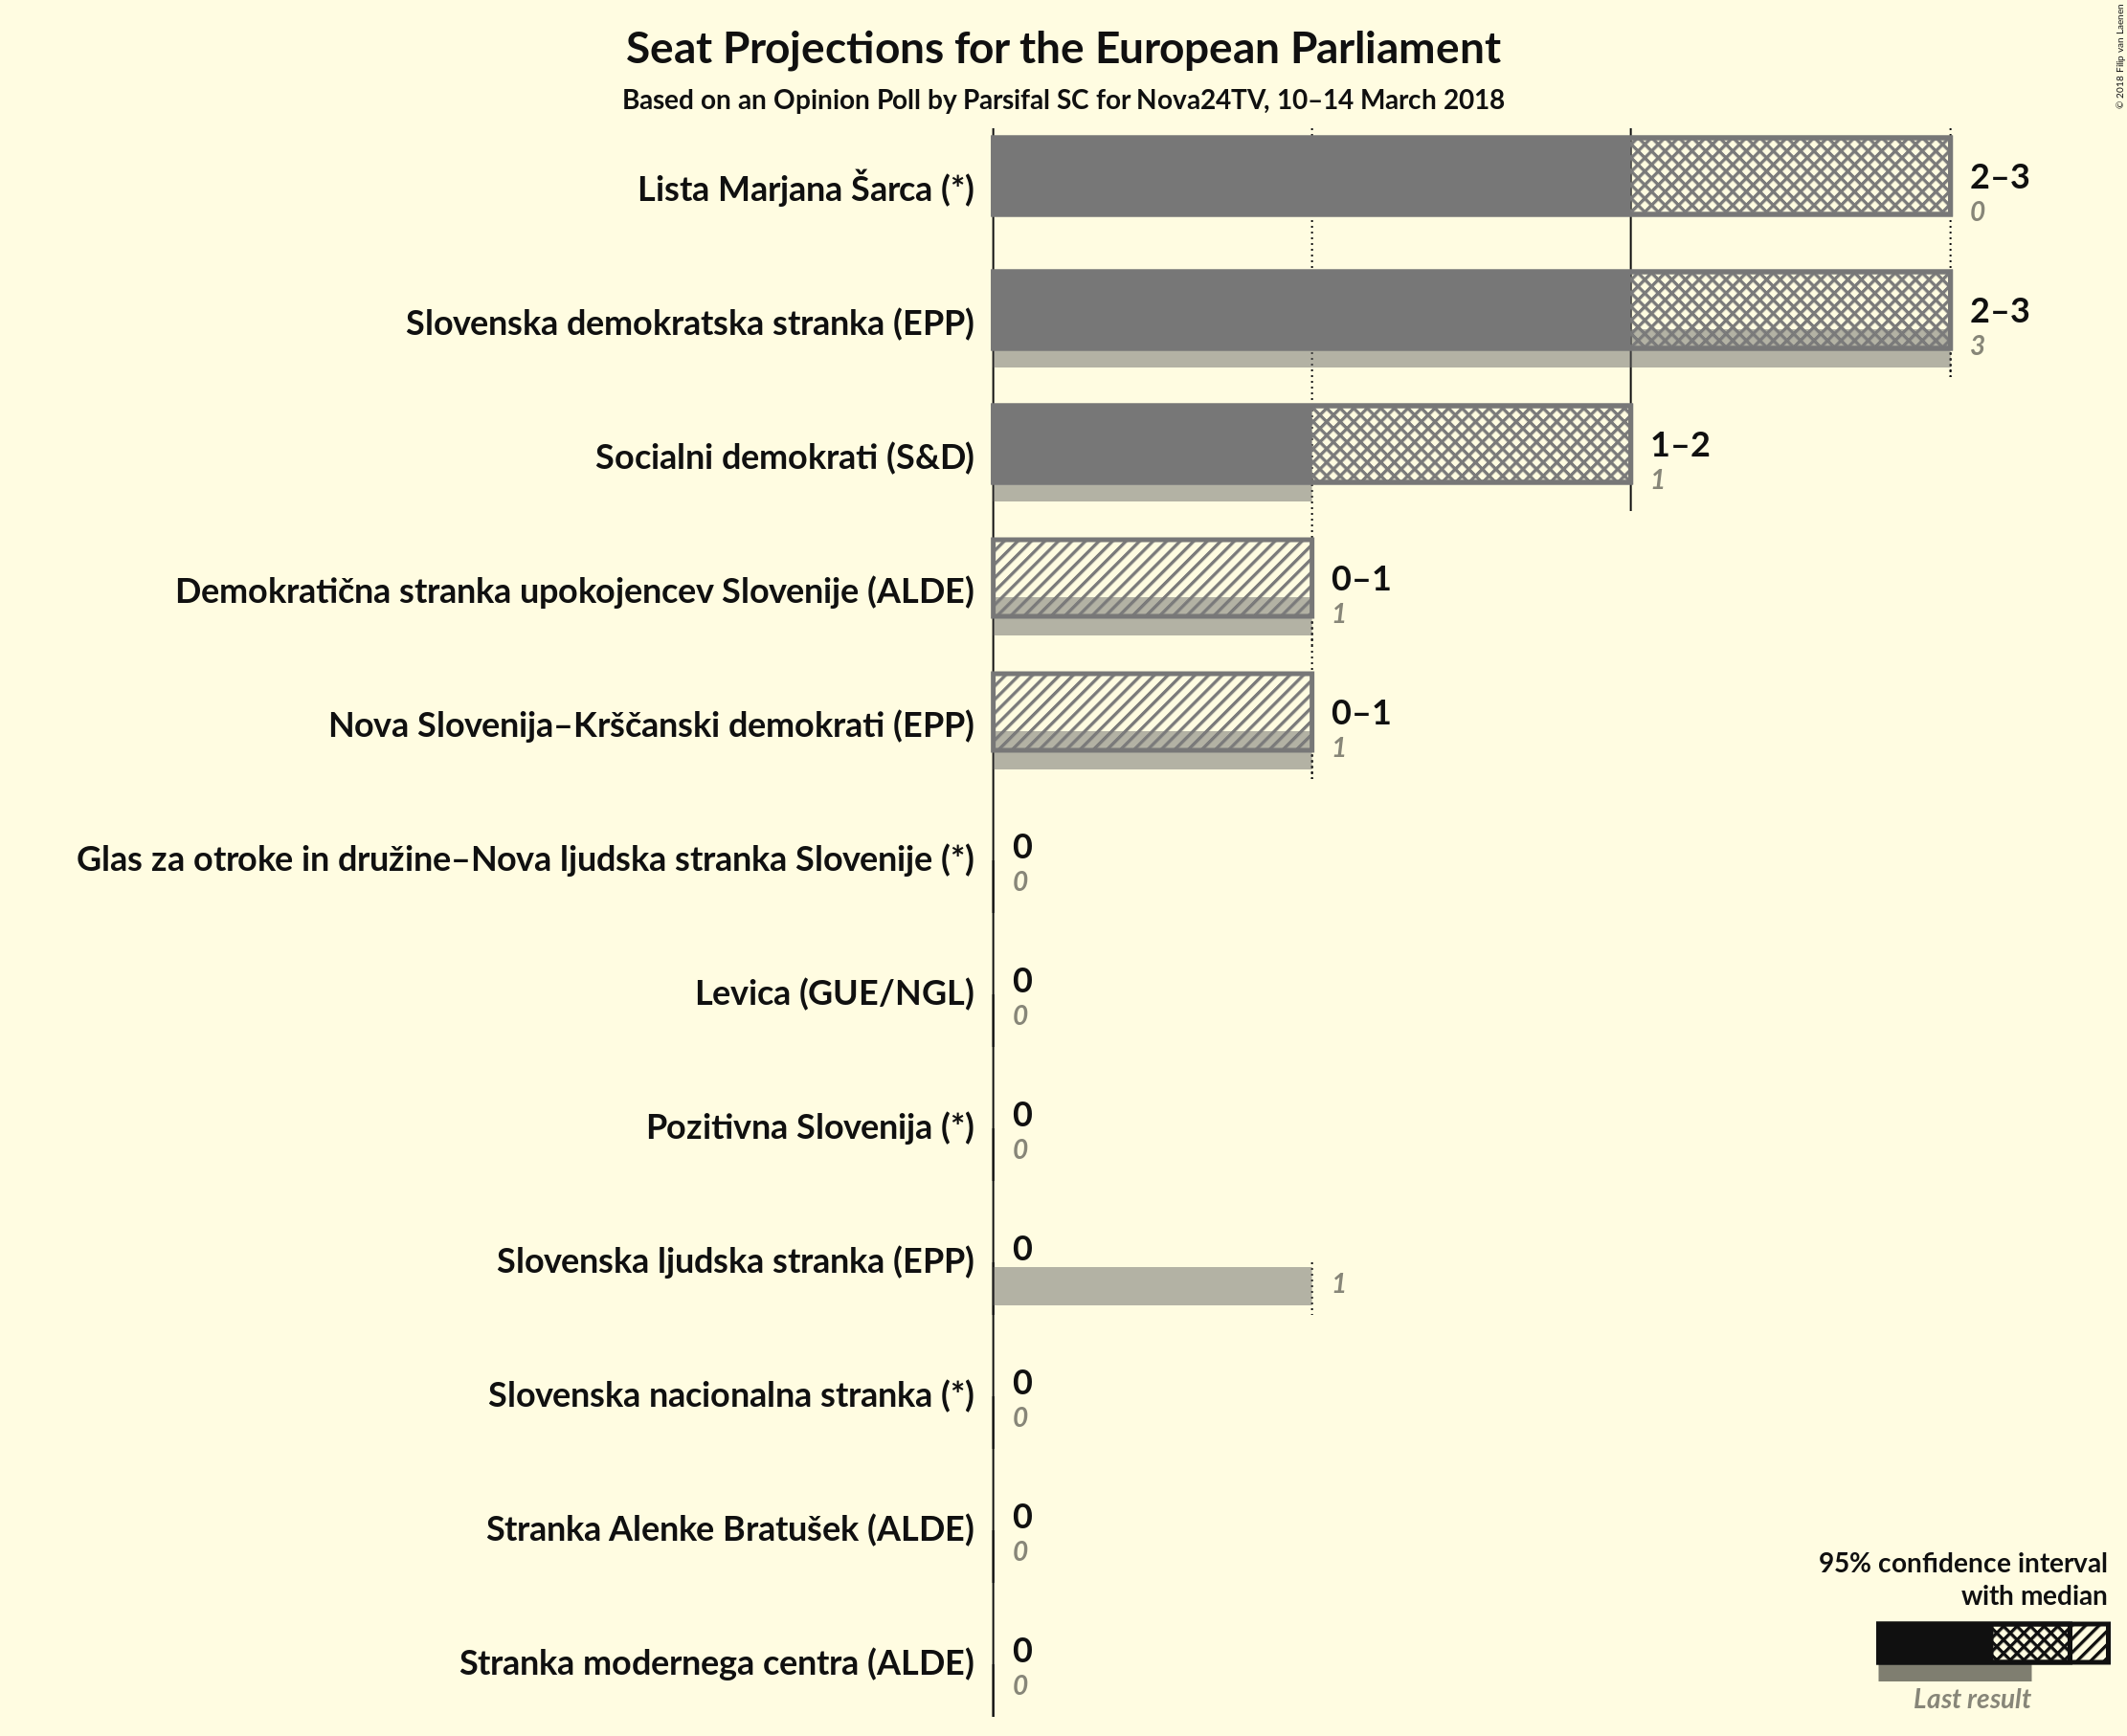 Seat Projections for the European Parliament
Based on an Opinion Poll by Parsifal SC for Nova24TV, 10–14 March 2018
© 2018 Filip van Laenen
Lista Marjana Šarca (*)
2–3
0
Slovenska demokratska stranka (EPP)
2–3
3
Socialni demokrati (S&D)
1–2
1
Demokratična stranka upokojencev Slovenije (ALDE)
0–1
1
Nova Slovenija–Krščanski demokrati (EPP)
0–1
1
Glas za otroke in družine–Nova ljudska stranka Slovenije (*)
0
0
Levica (GUE/NGL)
0
0
Pozitivna Slovenija (*)
0
0
Slovenska ljudska stranka (EPP)
0
1
Slovenska nacionalna stranka (*)
0
0
Stranka Alenke Bratušek (ALDE)
0
0
Stranka modernega centra (ALDE)
0
0
95% confidence interval
with median
Last result